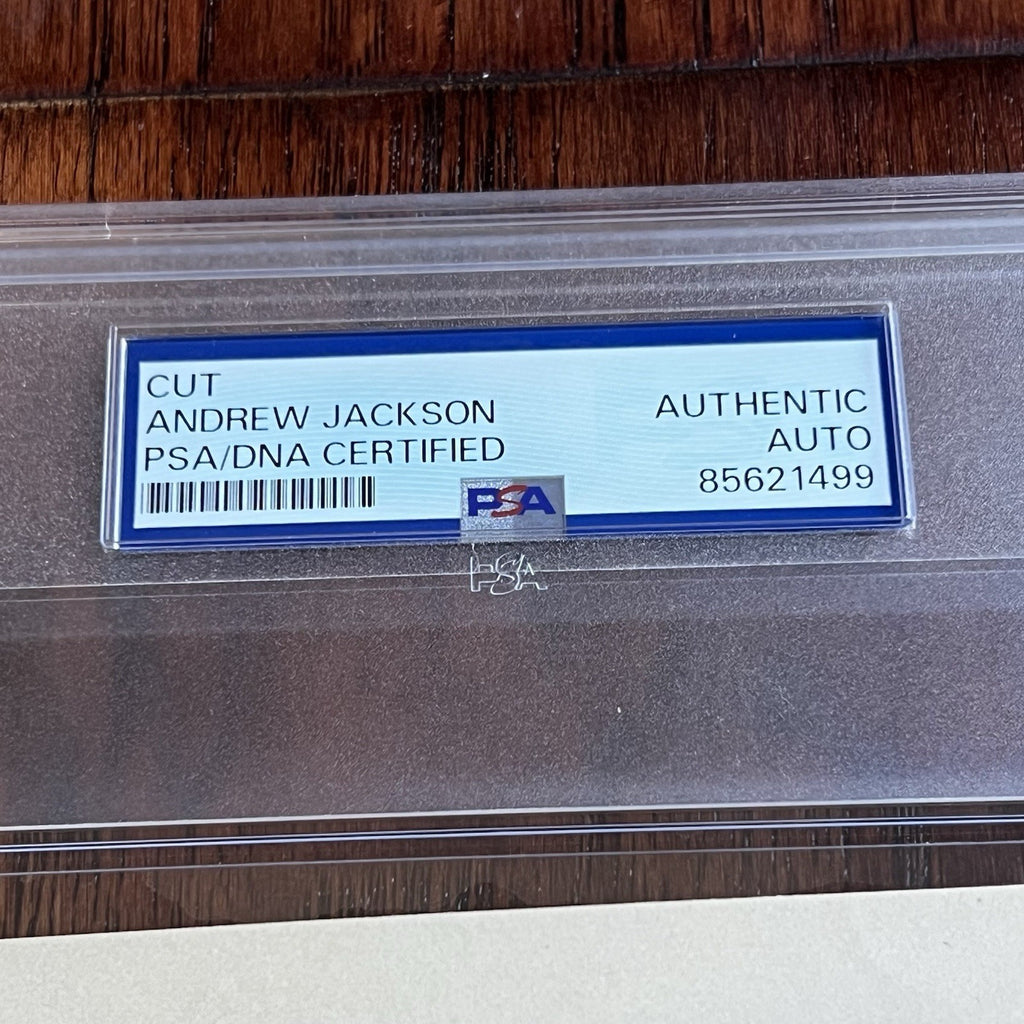 CUT
ANDREW JACKSON
PSA/DNA CERTIFIED
AUTHENTIC
AUTO
85621499
PSA
PSA